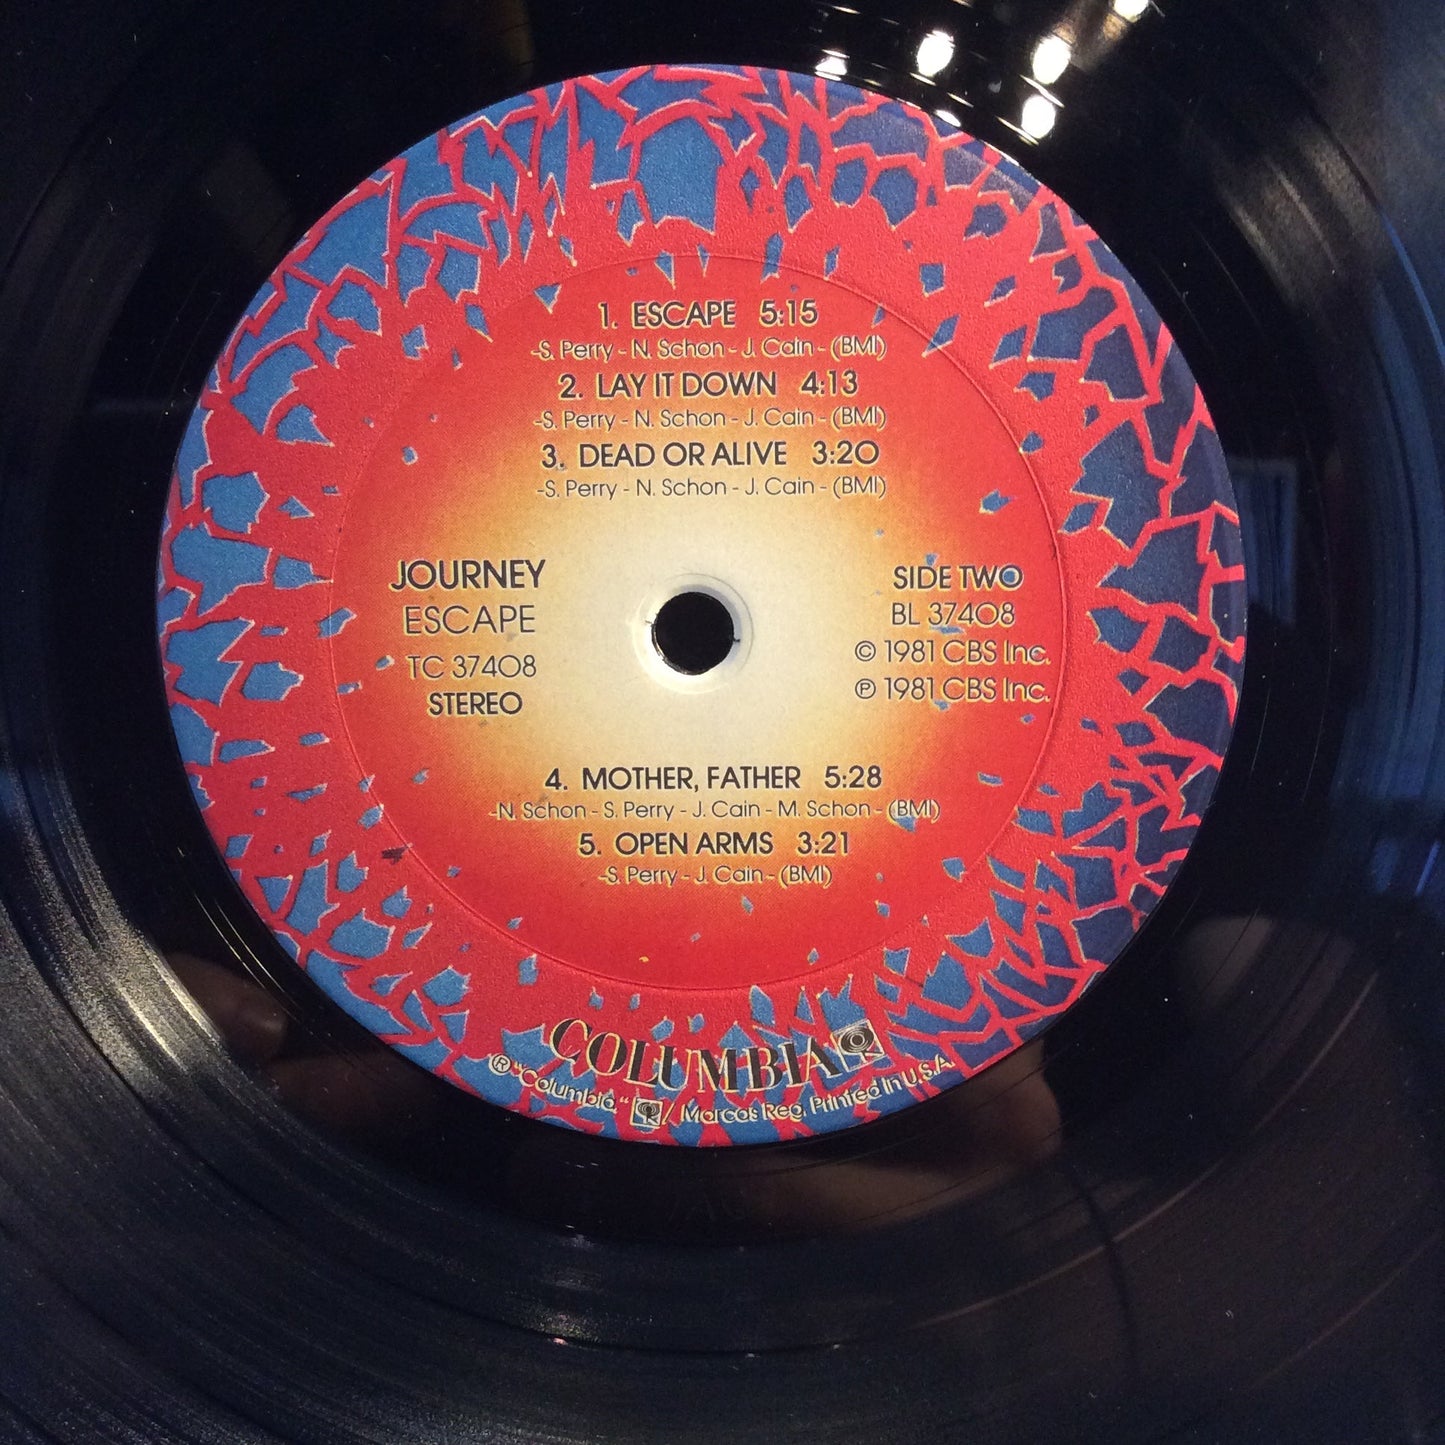 1. ESCAPE 5:15
-S. Perry - N. Schon - J. Cain - (BMI)
2. LAY IT DOWN 4:13
-S. Perry - N. Schon - J. Cain - (BMI)
3. DEAD OR ALIVE 3:20
-S. Perry - N. Schon - J. Cain - (BMI)
JOURNEY
ESCAPE
TC 37408
STEREO
SIDE TWO
BL 37408
© 1981 CBS Inc.
℗ 1981 CBS Inc.
4. MOTHER, FATHER 5:28
-N. Schon - S. Perry - J. Cain - M. Schon - (BMI)
5. OPEN ARMS 3:21
-S. Perry - J. Cain - (BMI)
COLUMBIA
® "Columbia," / Marcas Reg. Printed in U.S.A.